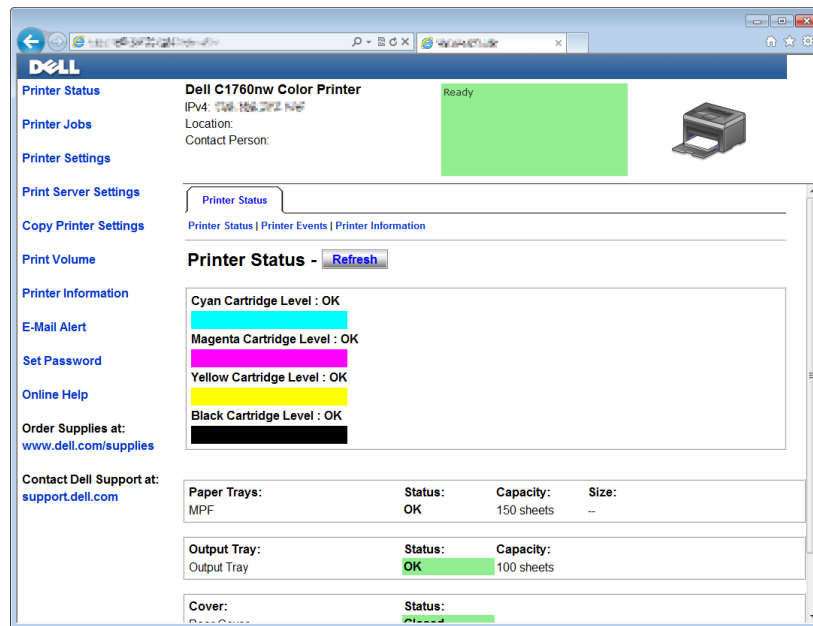 DELL
Printer Status
Printer Jobs
Printer Settings
Print Server Settings
Copy Printer Settings
Print Volume
Printer Information
E-Mail Alert
Set Password
Online Help
Order Supplies at:
www.dell.com/supplies
Contact Dell Support at:
support.dell.com
Dell C1760nw Color Printer
IPv4:
Location:
Contact Person:
Ready
Printer Status
Printer Status | Printer Events | Printer Information
Printer Status - Refresh
Cyan Cartridge Level : OK
Magenta Cartridge Level : OK
Yellow Cartridge Level : OK
Black Cartridge Level : OK
Paper Trays: Status: Capacity: Size:
MPF OK 150 sheets --
Output Tray: Status: Capacity:
Output Tray OK 100 sheets
Cover: Status:
Rear Cover Closed